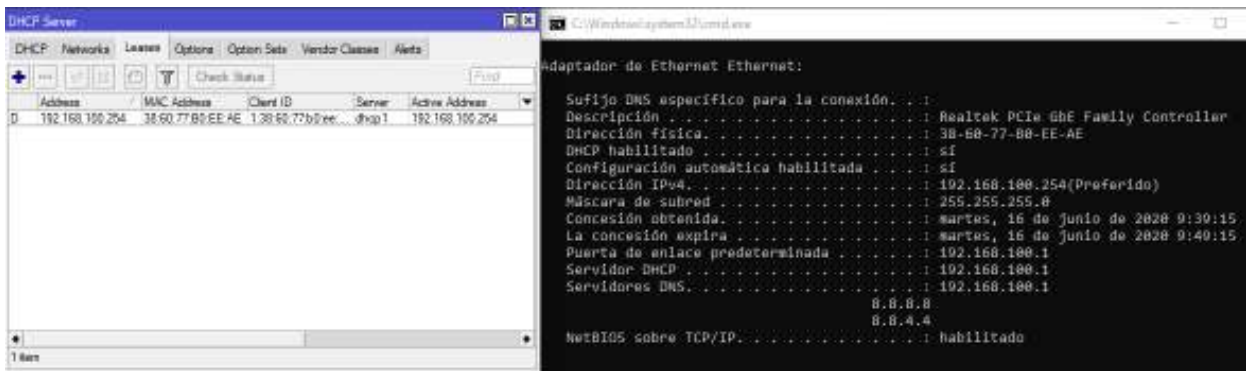 DHCP Server
DHCP Networks Leases Options Option Sets Vendor Classes Alerts
Check Status Find
Address MAC Address Client ID Server Active Address
D 192.168.100.254 38:60:77:B0:EE:AE 1:38:60:77:b0:ee:... dhcp1 192.168.100.254
1 item
C:\Windows\system32\cmd.exe
Adaptador de Ethernet Ethernet:
Sufijo DNS específico para la conexión. . :
Descripción . . . . . . . . . . . . . . . : Realtek PCIe GbE Family Controller
Dirección física. . . . . . . . . . . . . : 38-60-77-B0-EE-AE
DHCP habilitado . . . . . . . . . . . . . : sí
Configuración automática habilitada . . . : sí
Dirección IPv4. . . . . . . . . . . . . . : 192.168.100.254(Preferido)
Máscara de subred . . . . . . . . . . . . : 255.255.255.0
Concesión obtenida. . . . . . . . . . . . : martes, 16 de junio de 2020 9:39:15
La concesión expira . . . . . . . . . . . : martes, 16 de junio de 2020 9:49:15
Puerta de enlace predeterminada . . . . . : 192.168.100.1
Servidor DHCP . . . . . . . . . . . . . . : 192.168.100.1
Servidores DNS. . . . . . . . . . . . . . : 192.168.100.1
8.8.8.8
8.8.4.4
NetBIOS sobre TCP/IP. . . . . . . . . . . : habilitado